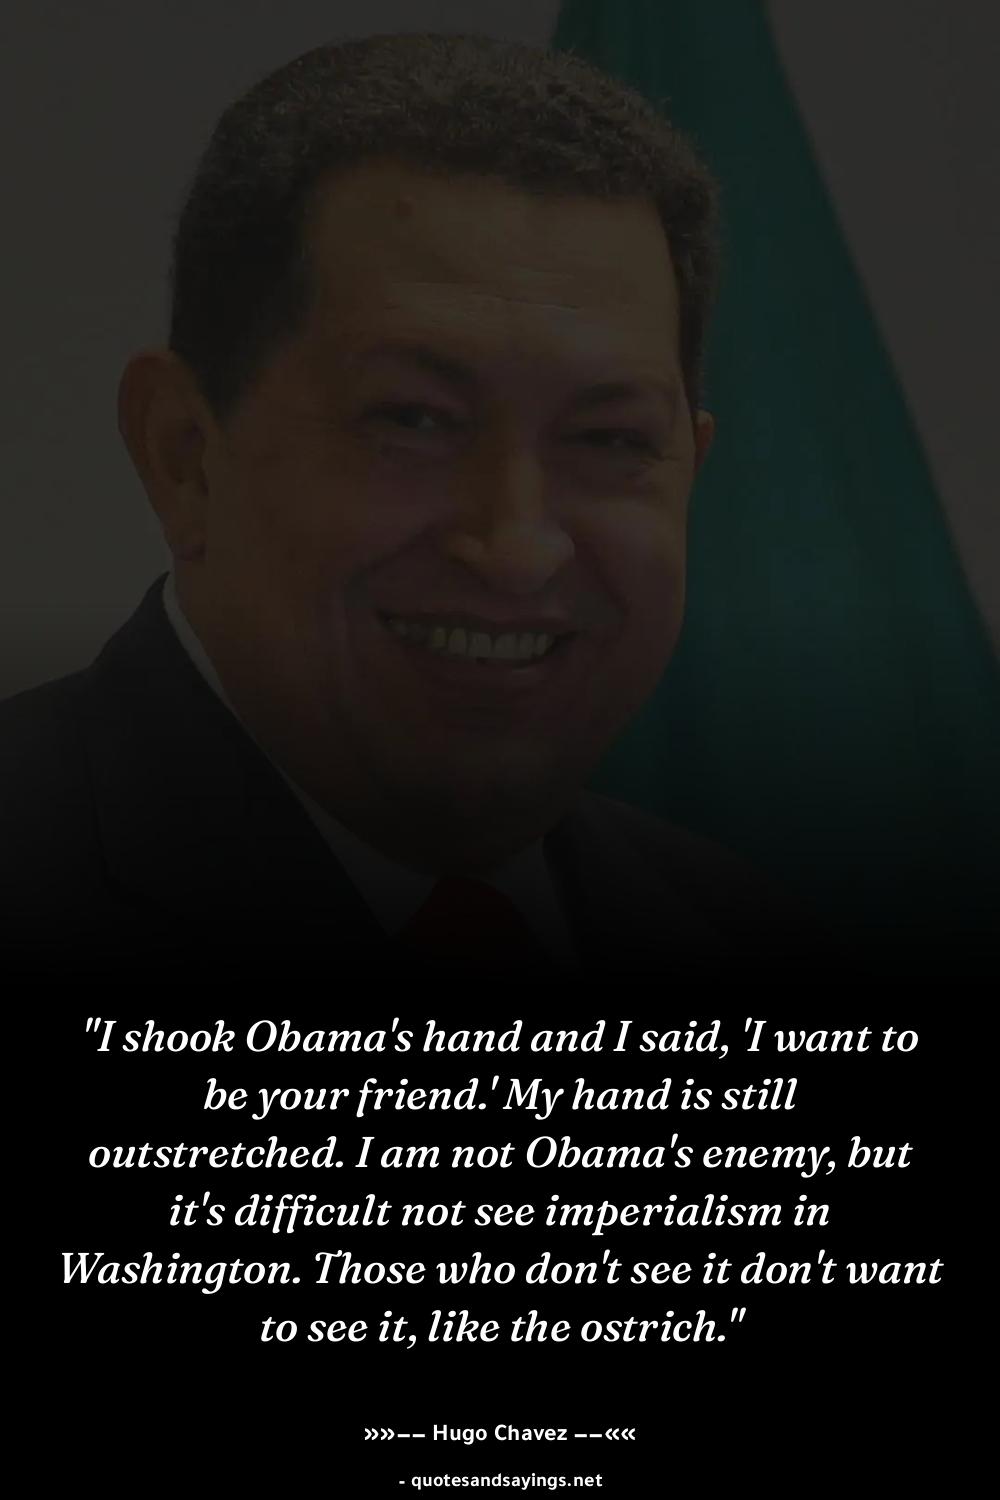 "I shook Obama's hand and I said, 'I want to
be your friend.' My hand is still
outstretched. I am not Obama's enemy, but
it's difficult not see imperialism in
Washington. Those who don't see it don't want
to see it, like the ostrich."
»»−− Hugo Chavez −−««
- quotesandsayings.net